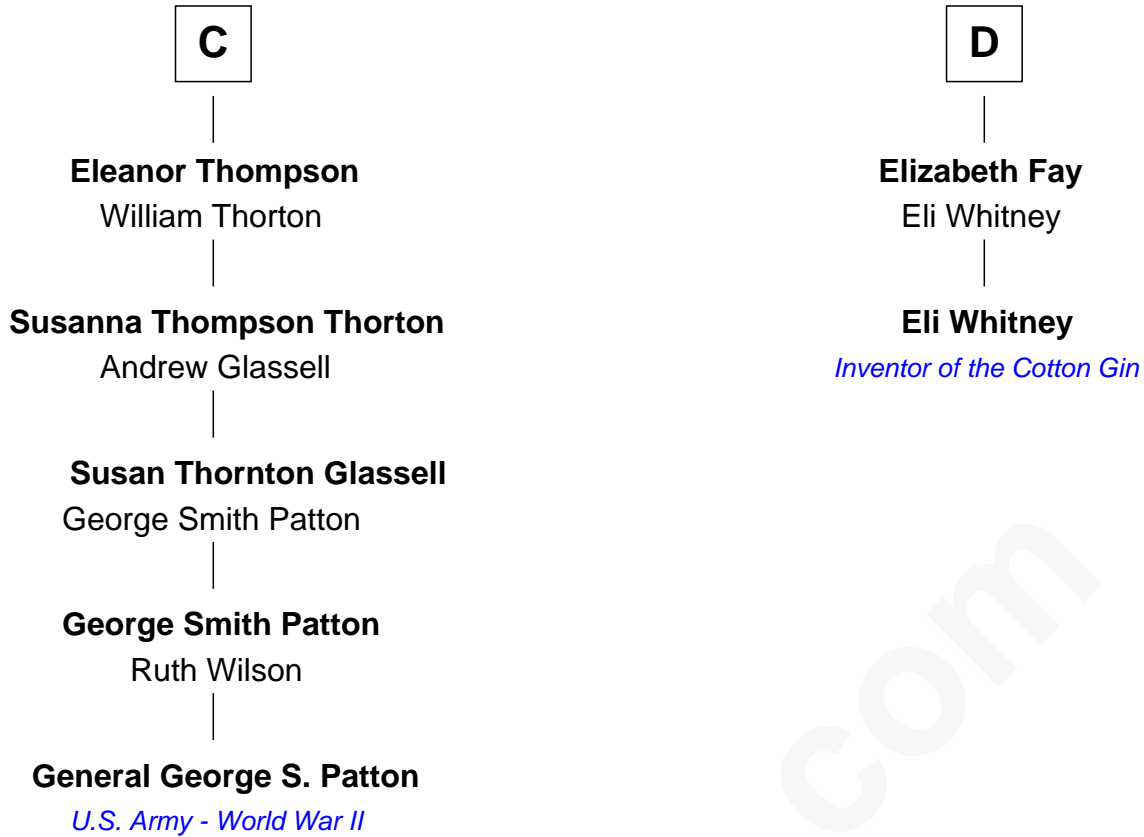 C
Eleanor Thompson
William Thorton
Susanna Thompson Thorton
Andrew Glassell
Susan Thornton Glassell
George Smith Patton
George Smith Patton
Ruth Wilson
General George S. Patton
U.S. Army - World War II
D
Elizabeth Fay
Eli Whitney
Eli Whitney
Inventor of the Cotton Gin
com